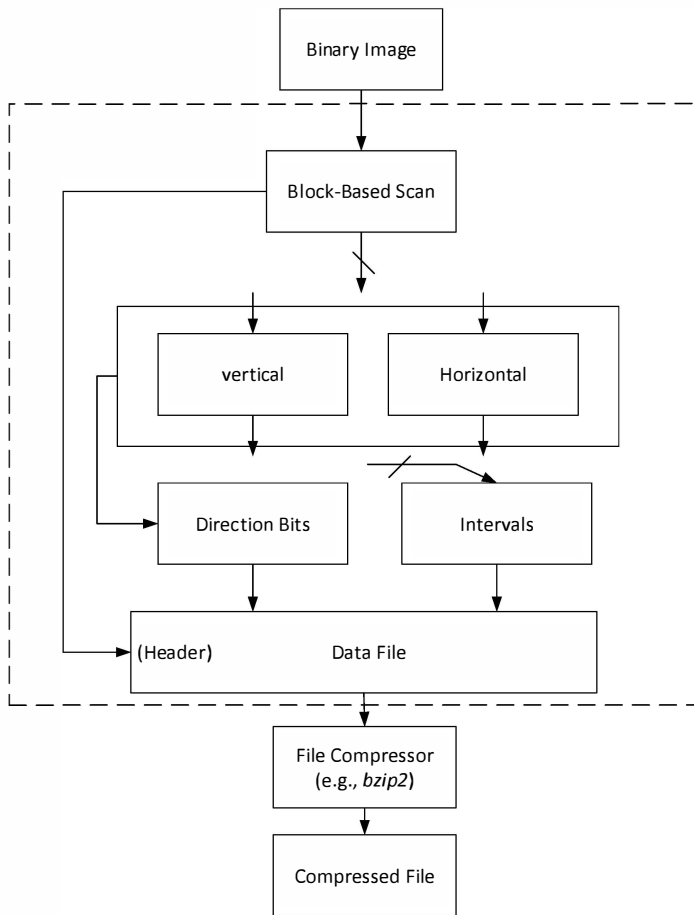 Binary Image
Block-Based Scan
vertical
Horizontal
Direction Bits
Intervals
(Header)
Data File
File Compressor
(e.g., bzip2)
Compressed File